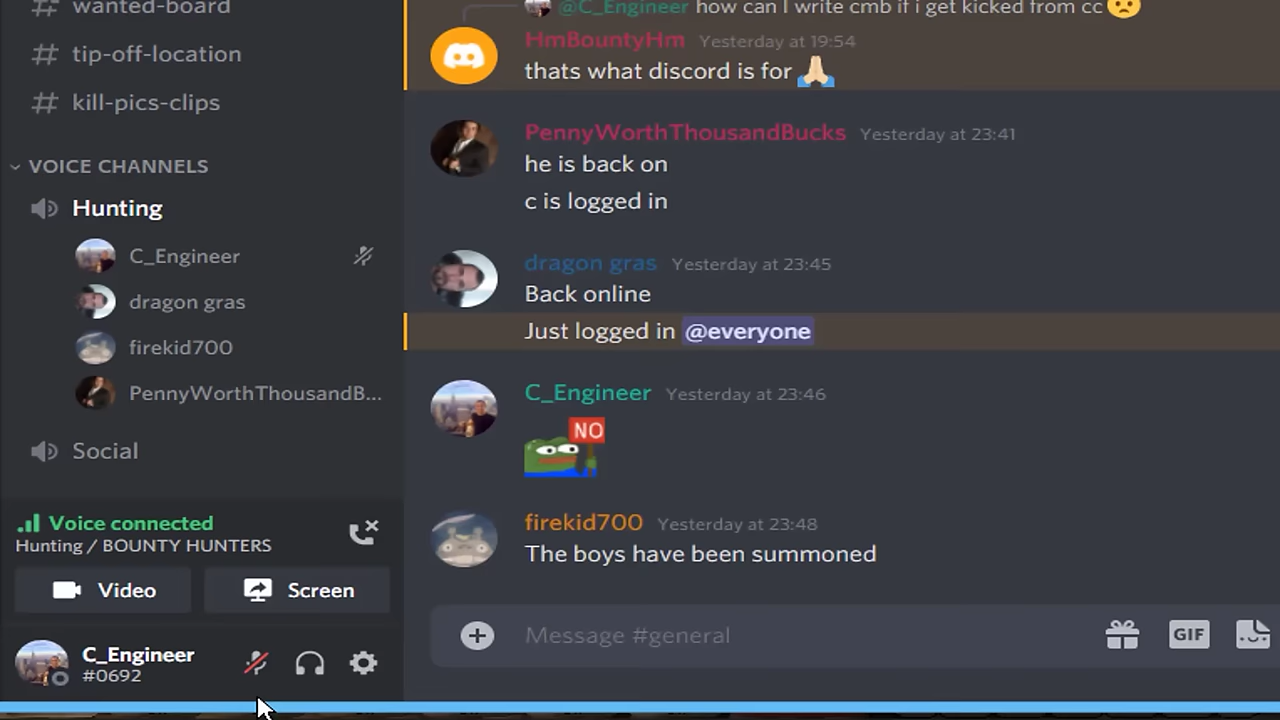 wanted-board
tip-off-location
kill-pics-clips
VOICE CHANNELS
Hunting
C_Engineer
dragon gras
firekid700
PennyWorthThousandB...
Social
Voice connected
Hunting / BOUNTY HUNTERS
Video
Screen
C_Engineer
#0692
@C_Engineer how can I write cmb if i get kicked from cc
HmBountyHm Yesterday at 19:54
thats what discord is for
PennyWorthThousandBucks Yesterday at 23:41
he is back on
c is logged in
dragon gras Yesterday at 23:45
Back online
Just logged in @everyone
C_Engineer Yesterday at 23:46
NO
firekid700 Yesterday at 23:48
The boys have been summoned
Message #general
GIF